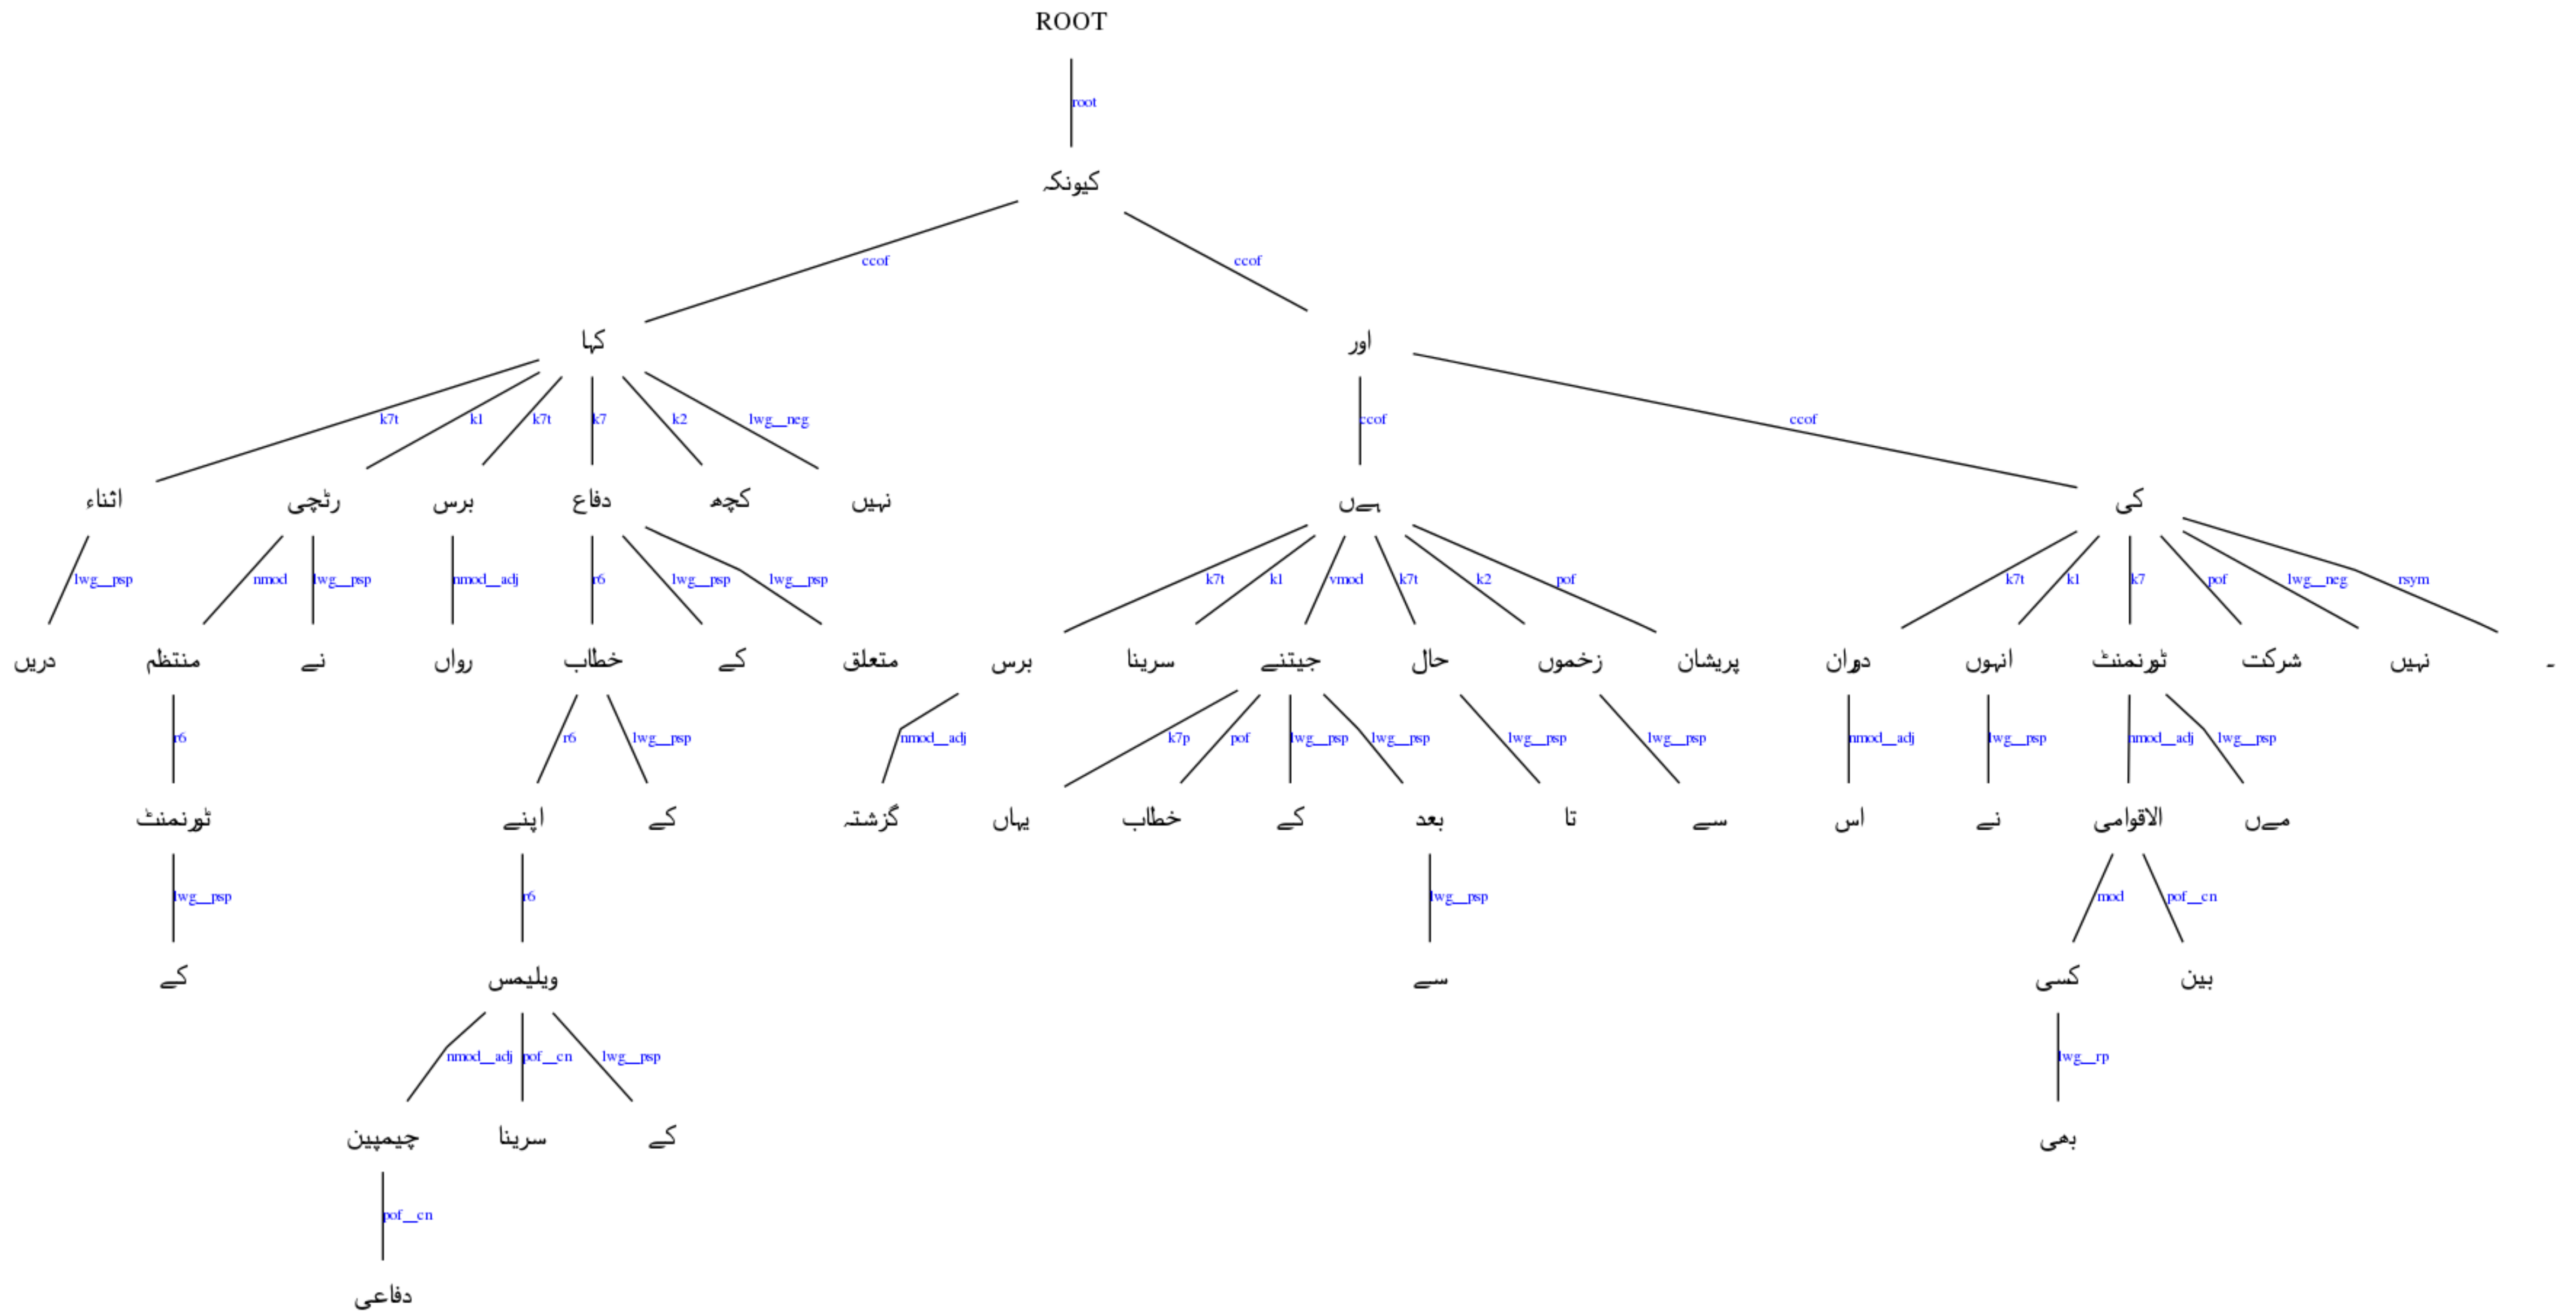 ROOT
root
کیونکہ
ccof ccof
کہا اور
k7t k1 k7t k7 k2 lwg__neg ccof ccof
اثناء رٹچی برس دفاع کچھ نہیں ہےں کی
lwg__psp nmod lwg__psp nmod__adj r6 lwg__psp lwg__psp k7t k1 vmod k7t k2 pof k7t k1 k7 pof lwg__neg rsym
دریں منتظم نے رواں خطاب کے متعلق برس سرینا جیتنے حال زخموں پریشان دوران انہوں ٹورنمنٹ شرکت نہیں ۔
r6 r6 lwg__psp nmod__adj k7p pof lwg__psp lwg__psp lwg__psp lwg__psp nmod__adj lwg__psp nmod__adj lwg__psp
ٹورنمنٹ اپنے کے گزشتہ یہاں خطاب کے بعد تا سے اس نے الاقوامی مےں
lwg__psp r6 lwg__psp mod pof__cn
کے ویلیمس سے کسی بین
nmod__adj pof__cn lwg__psp lwg__rp
چیمپین سرینا کے بھی
pof__cn
دفاعی